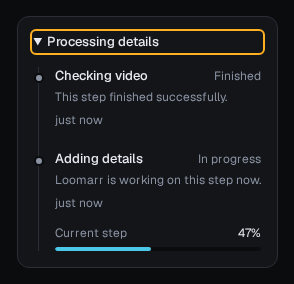 Processing details
Checking video Finished
This step finished successfully.
just now
Adding details In progress
Loomarr is working on this step now.
just now
Current step 47%